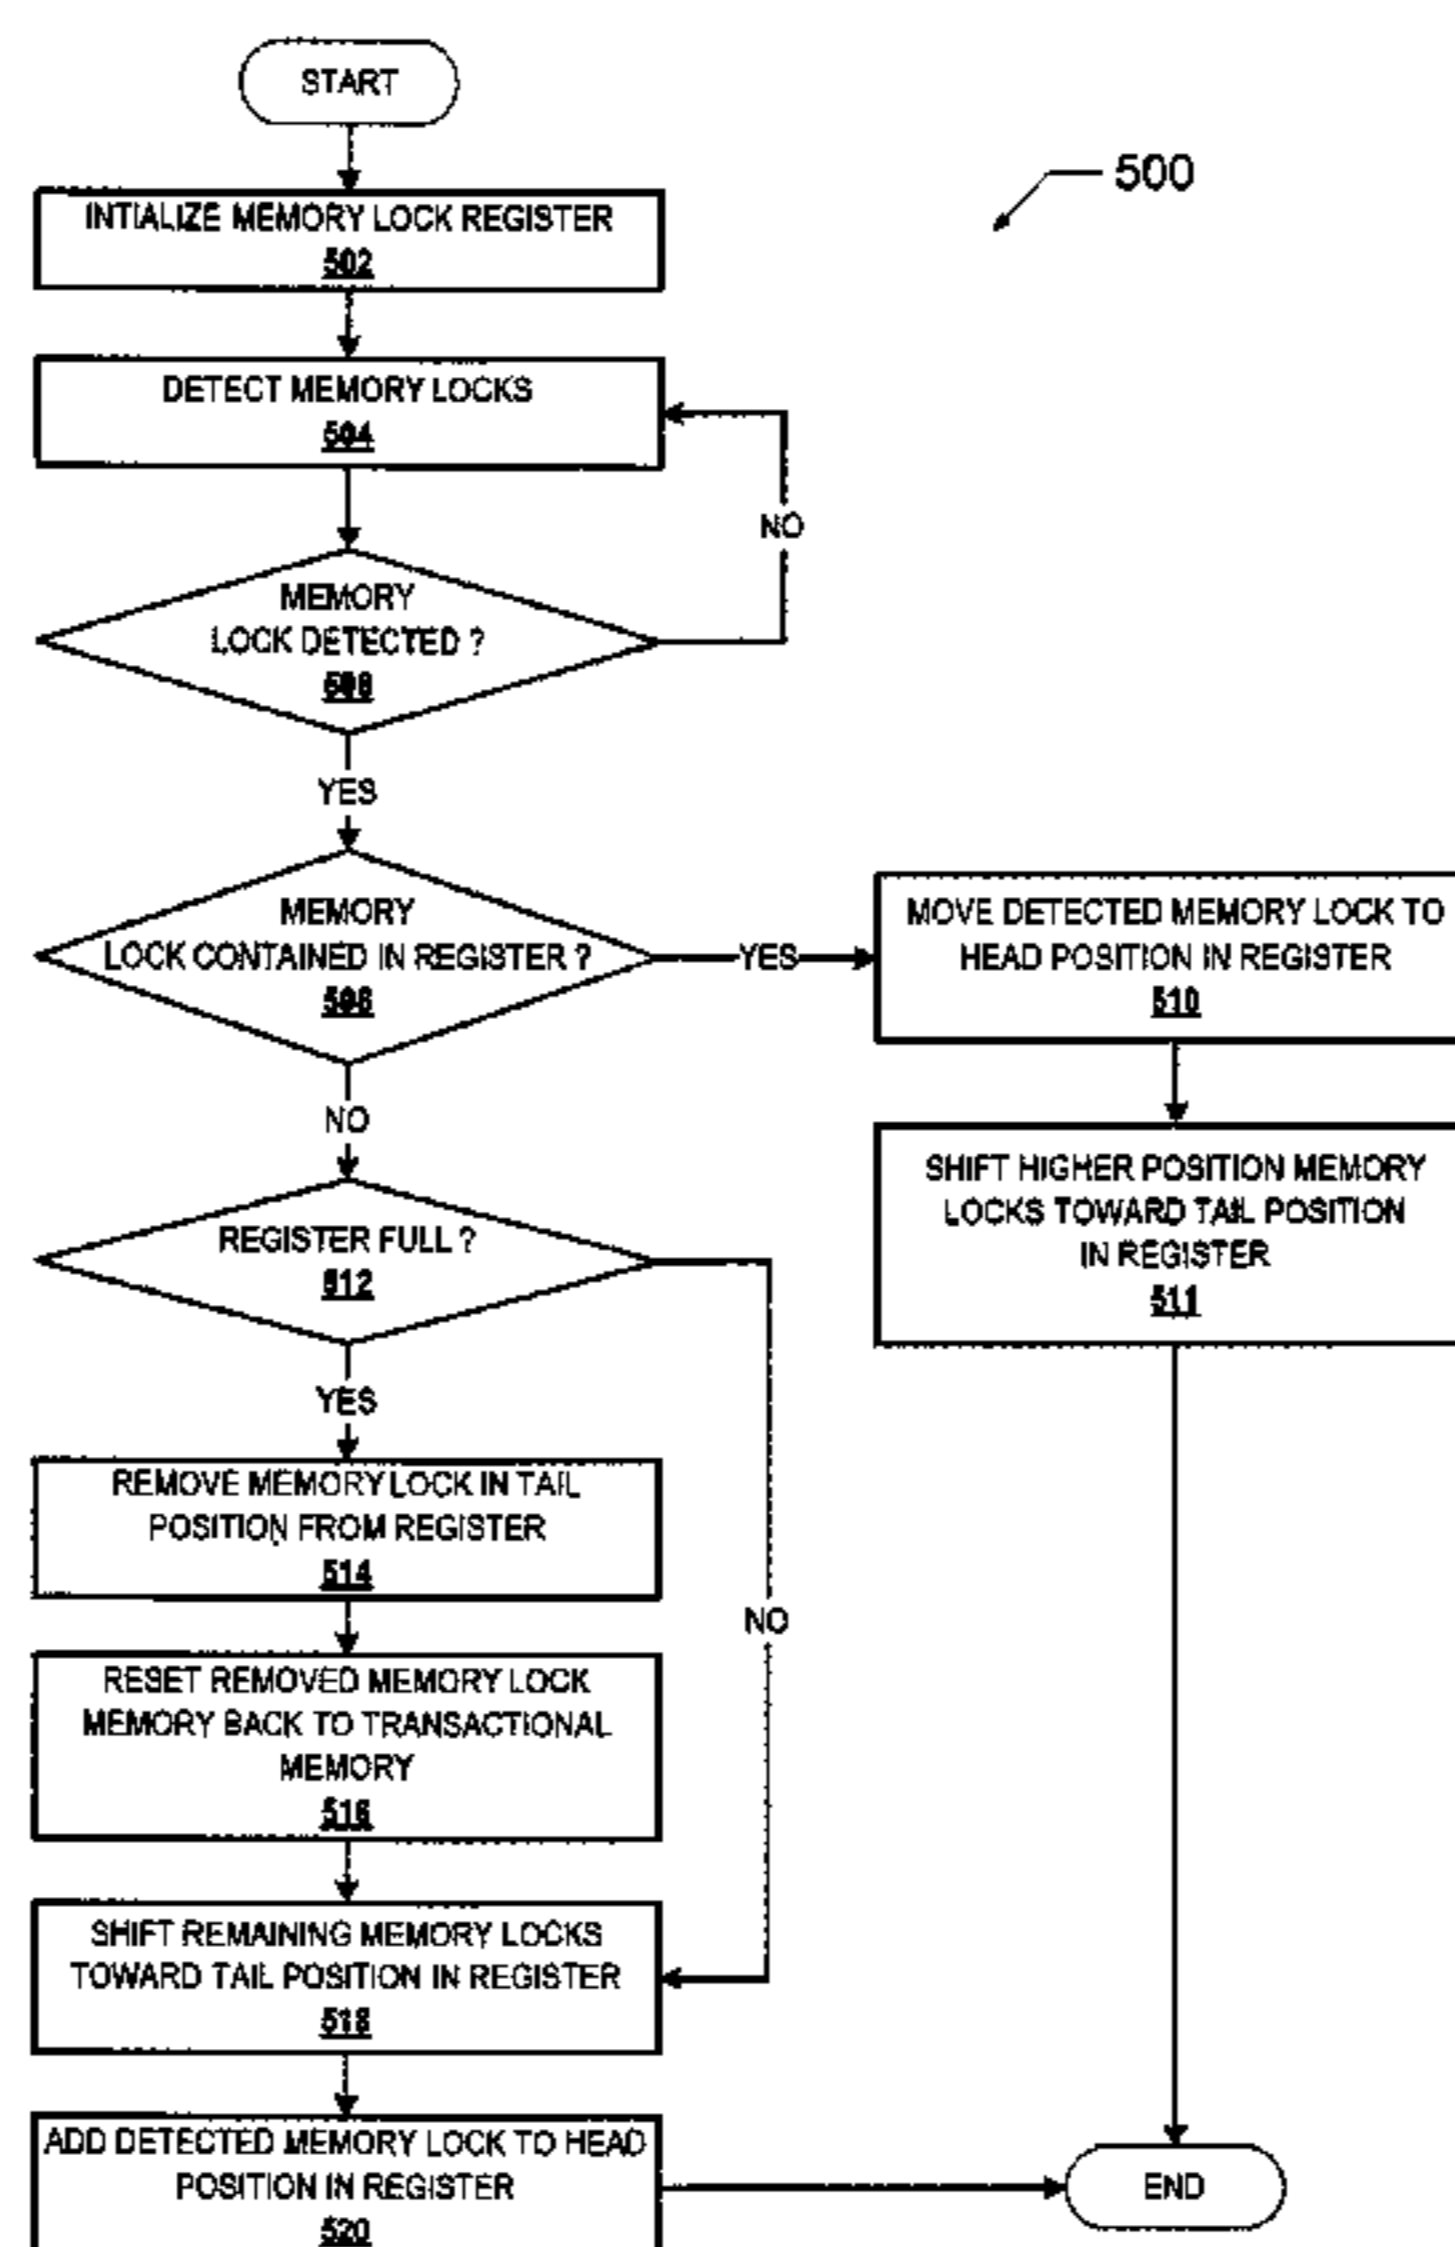 START
500
INTIALIZE MEMORY LOCK REGISTER
502
DETECT MEMORY LOCKS
504
NO
MEMORY
LOCK DETECTED ?
YES
MEMORY
LOCK CONTAINED IN REGISTER ?
YES
MOVE DETECTED MEMORY LOCK TO
HEAD POSITION IN REGISTER
510
NO
SHIFT HIGHER POSITION MEMORY
LOCKS TOWARD TAIL POSITION
IN REGISTER
511
REGISTER FULL ?
512
YES
REMOVE MEMORY LOCK IN TAIL
POSITION FROM REGISTER
514
NO
RESET REMOVED MEMORY LOCK
MEMORY BACK TO TRANSACTIONAL
MEMORY
516
SHIFT REMAINING MEMORY LOCKS
TOWARD TAIL POSITION IN REGISTER
518
ADD DETECTED MEMORY LOCK TO HEAD
POSITION IN REGISTER
520
END